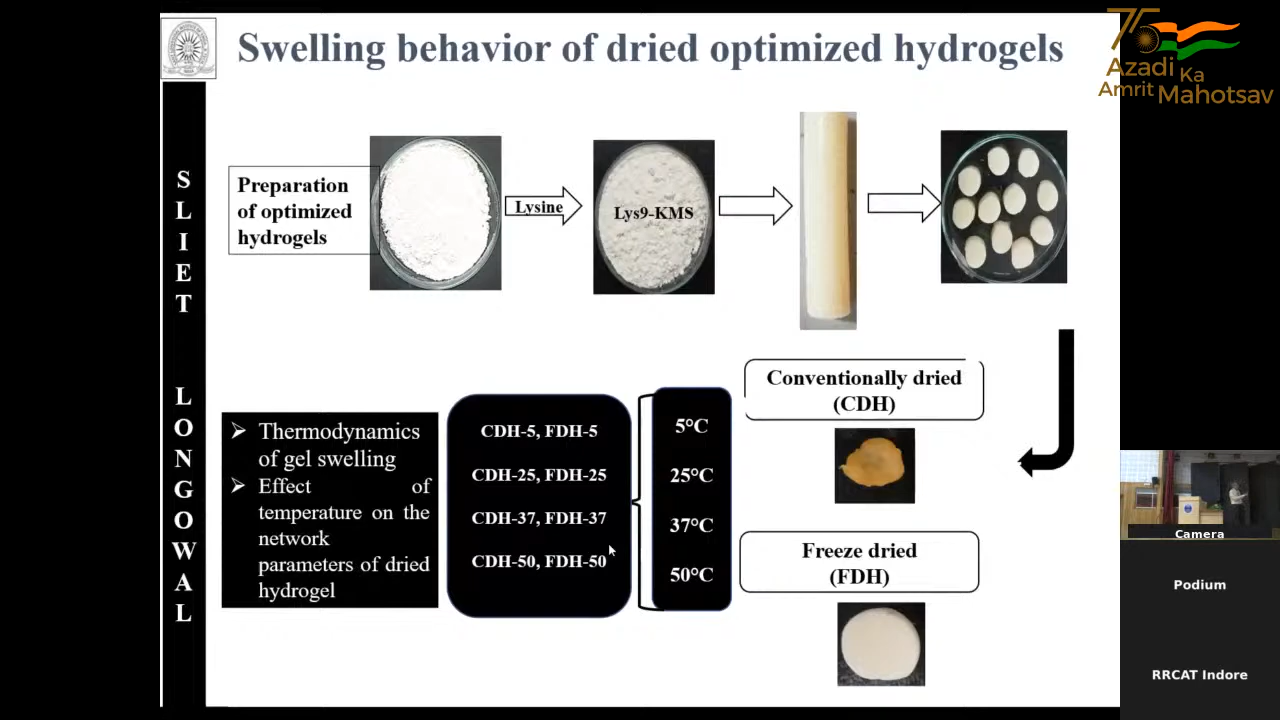 Swelling behavior of dried optimized hydrogels
75
Azadi
Ka
Amrit
Mahotsav
SLIET
LONGOWAL
Preparation
of optimized
hydrogels
Lysine
Lys9-KMS
Conventionally dried
(CDH)
Freeze dried
(FDH)
5°C
25°C
37°C
50°C
CDH-5, FDH-5
CDH-25, FDH-25
CDH-37, FDH-37
CDH-50, FDH-50
Thermodynamics
of gel swelling
Effect of
temperature on the
network
parameters of dried
hydrogel
Camera
Podium
RRCAT Indore